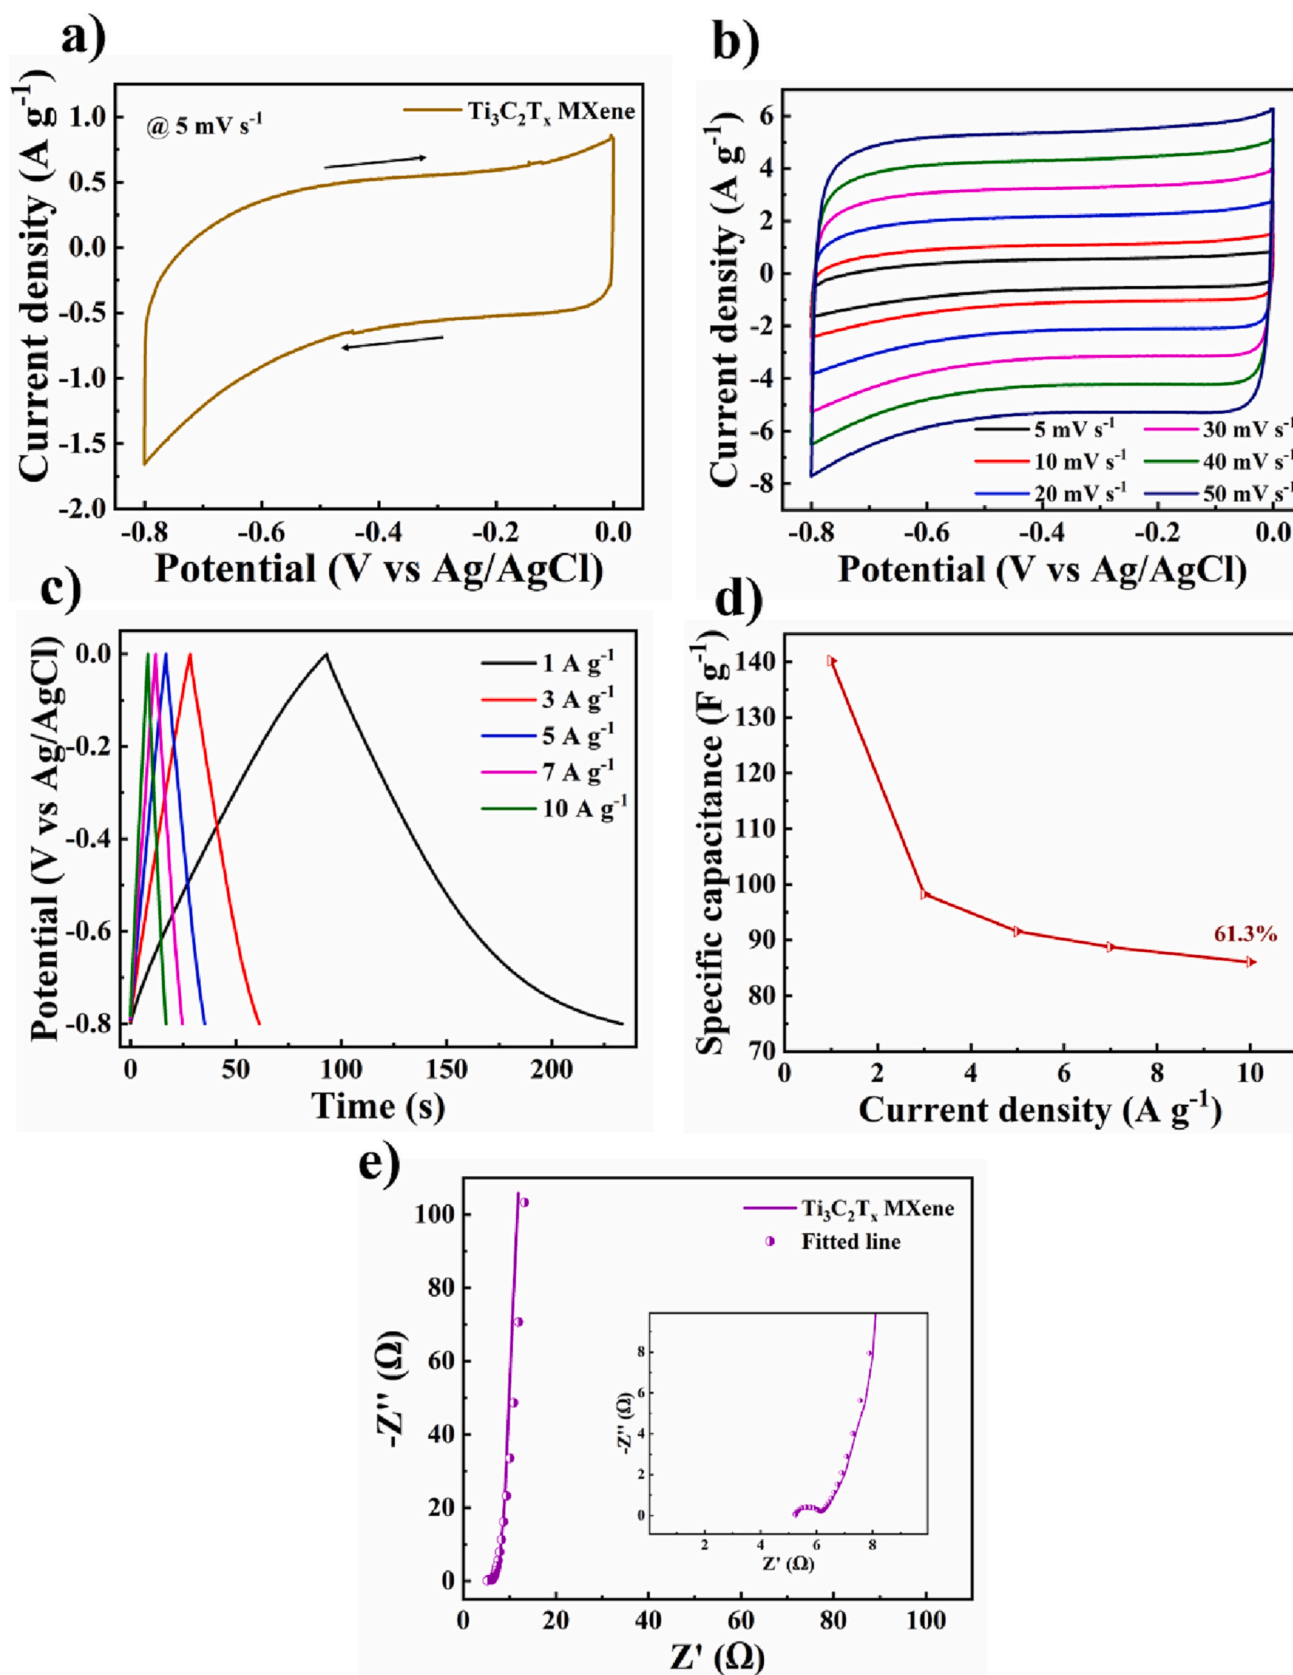 a)
@ 5 mV s⁻¹
Ti₃C₂Tₓ MXene
Current density (A g⁻¹)
1.0
0.5
0.0
-0.5
-1.0
-1.5
-2.0
-0.8 -0.6 -0.4 -0.2 0.0
Potential (V vs Ag/AgCl)
b)
Current density (A g⁻¹)
6
4
2
0
-2
-4
-6
-8
5 mV s⁻¹ 30 mV s⁻¹
10 mV s⁻¹ 40 mV s⁻¹
20 mV s⁻¹ 50 mV s⁻¹
-0.8 -0.6 -0.4 -0.2 0.0
Potential (V vs Ag/AgCl)
c)
Potential (V vs Ag/AgCl)
0.0
-0.2
-0.4
-0.6
-0.8
1 A g⁻¹
3 A g⁻¹
5 A g⁻¹
7 A g⁻¹
10 A g⁻¹
0 50 100 150 200
Time (s)
d)
Specific capacitance (F g⁻¹)
140
130
120
110
100
90
80
70
61.3%
0 2 4 6 8 10
Current density (A g⁻¹)
e)
-Z'' (Ω)
100
80
60
40
20
0
Ti₃C₂Tₓ MXene
Fitted line
-Z'' (Ω)
8
6
4
2
0
2 4 6 8
Z' (Ω)
0 20 40 60 80 100
Z' (Ω)